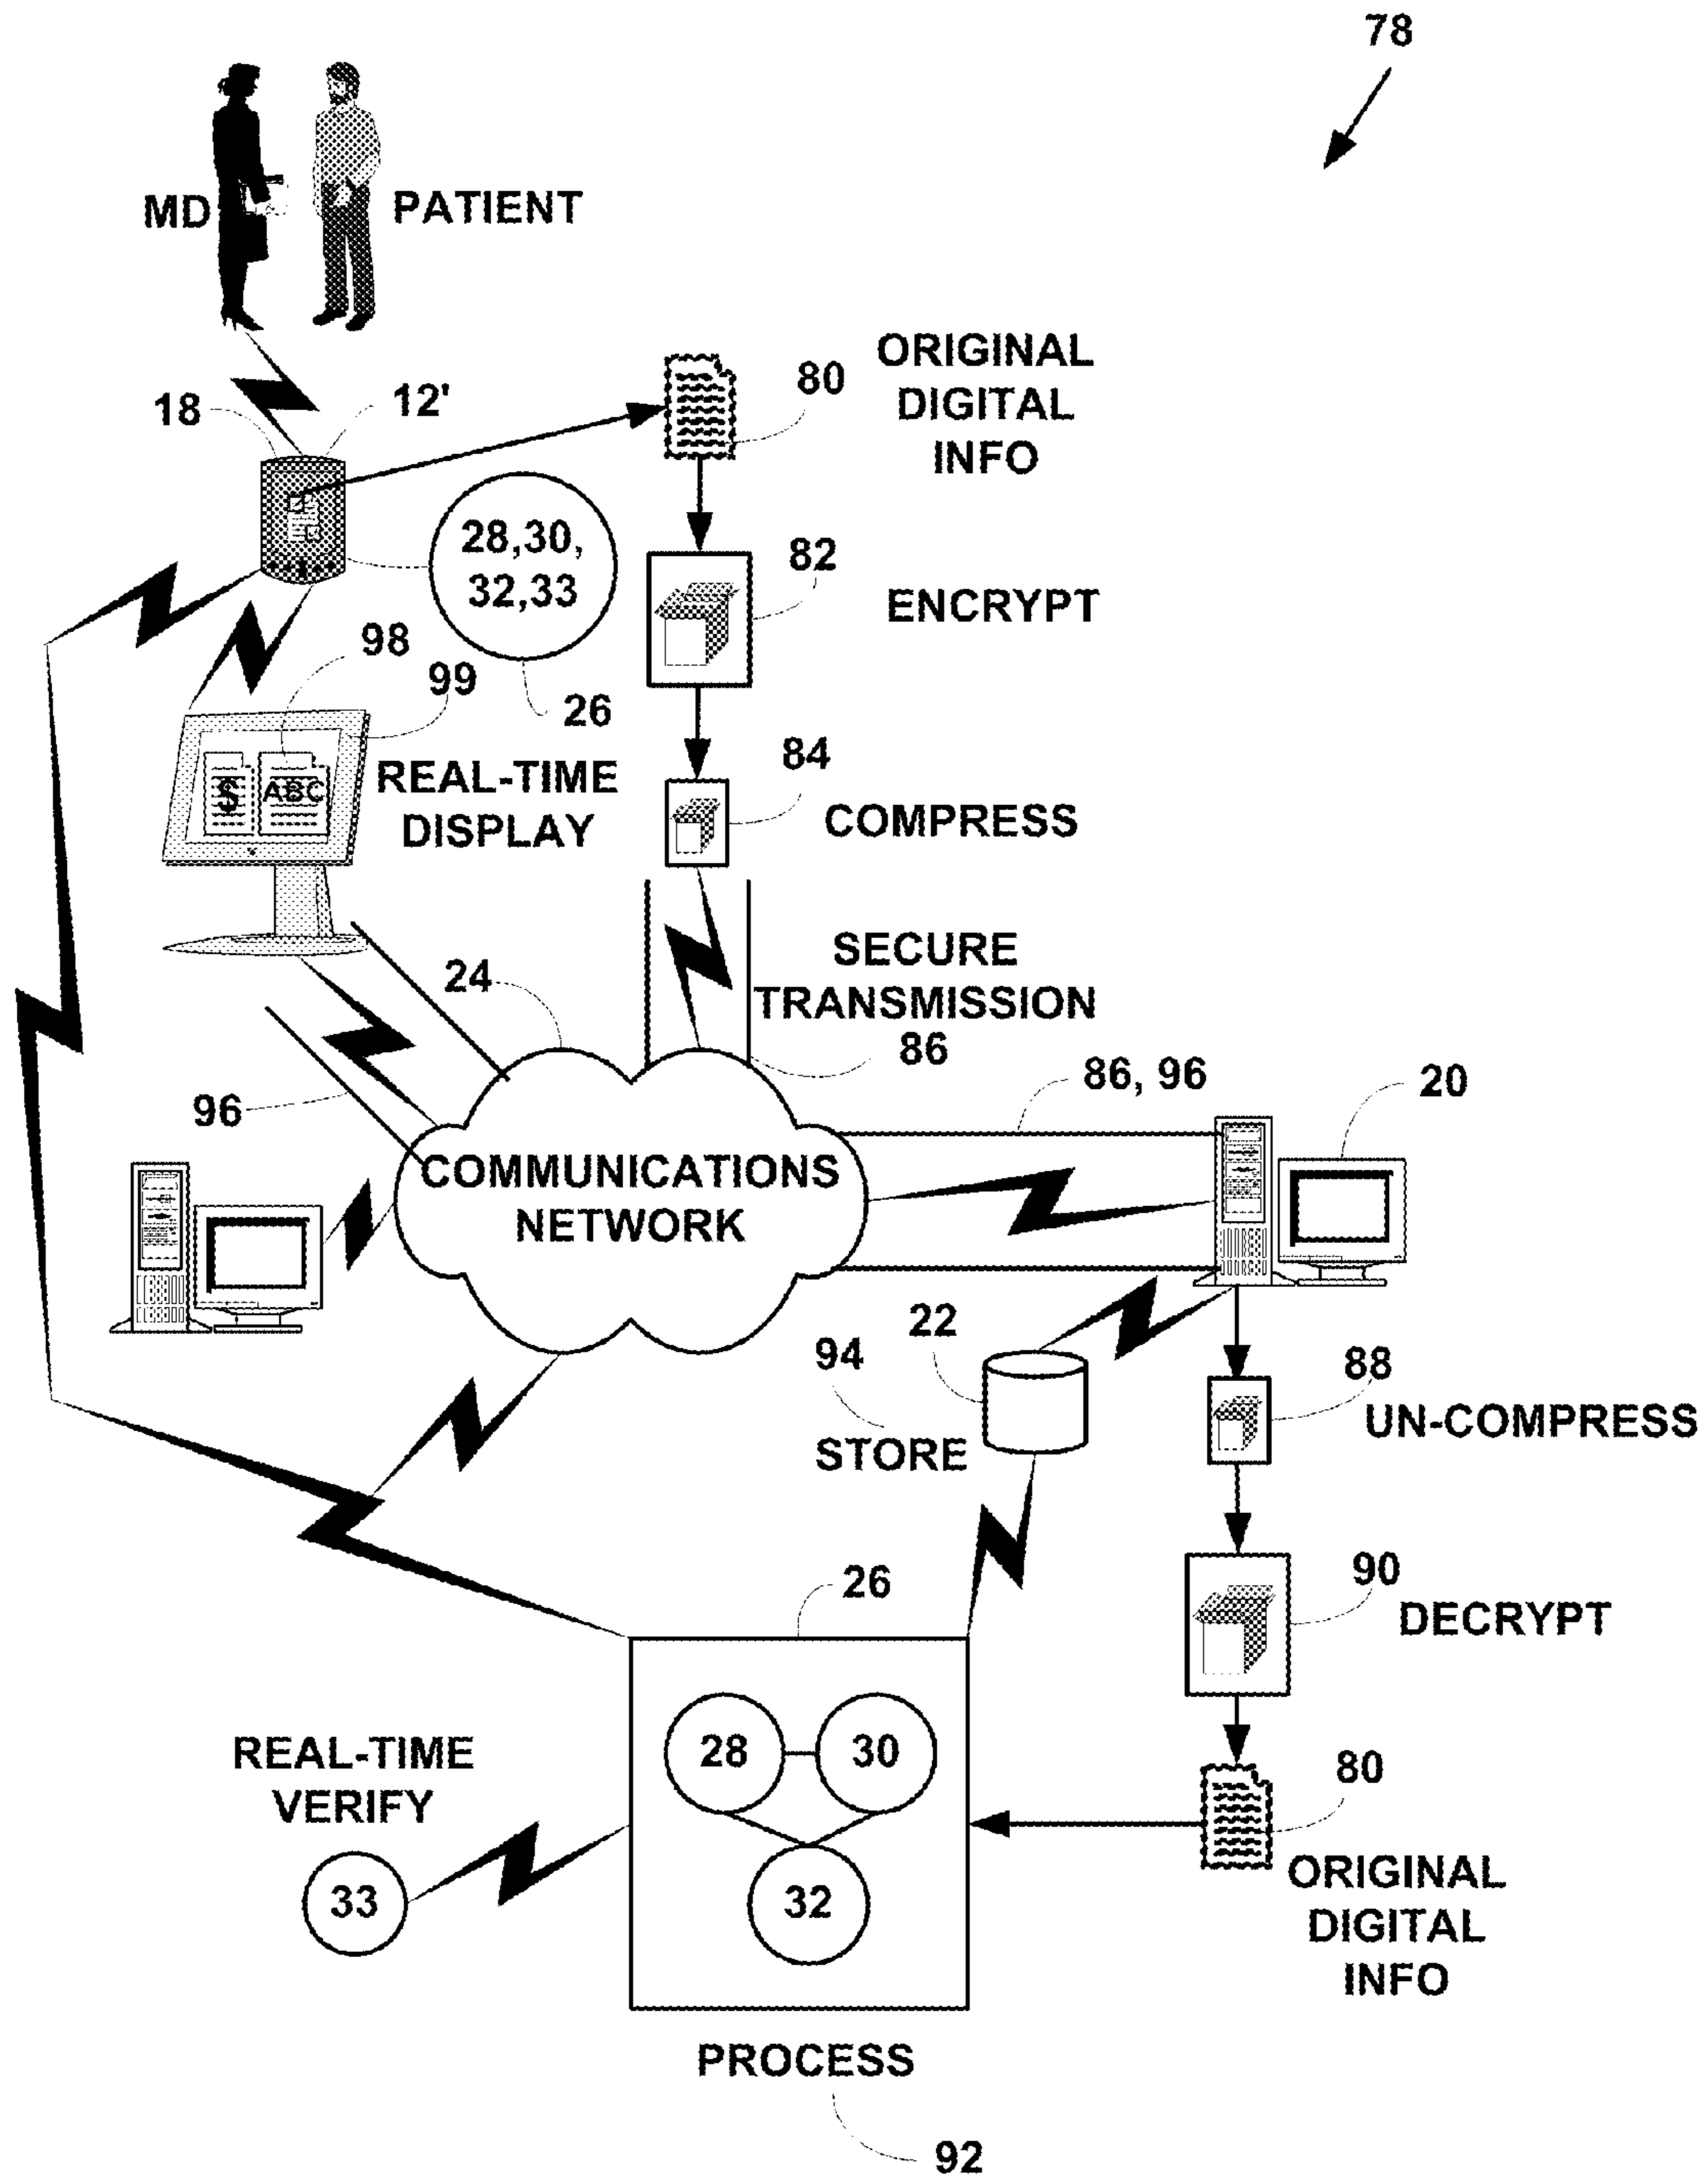 78
MD
PATIENT
18
12'
80
ORIGINAL
DIGITAL
INFO
28,30,
32,33
26
82
ENCRYPT
98
99
84
COMPRESS
$
ABC
REAL-TIME
DISPLAY
SECURE
TRANSMISSION
86
24
96
86, 96
20
COMMUNICATIONS
NETWORK
22
94
STORE
88
UN-COMPRESS
90
DECRYPT
26
28
30
32
REAL-TIME
VERIFY
33
80
ORIGINAL
DIGITAL
INFO
PROCESS
92